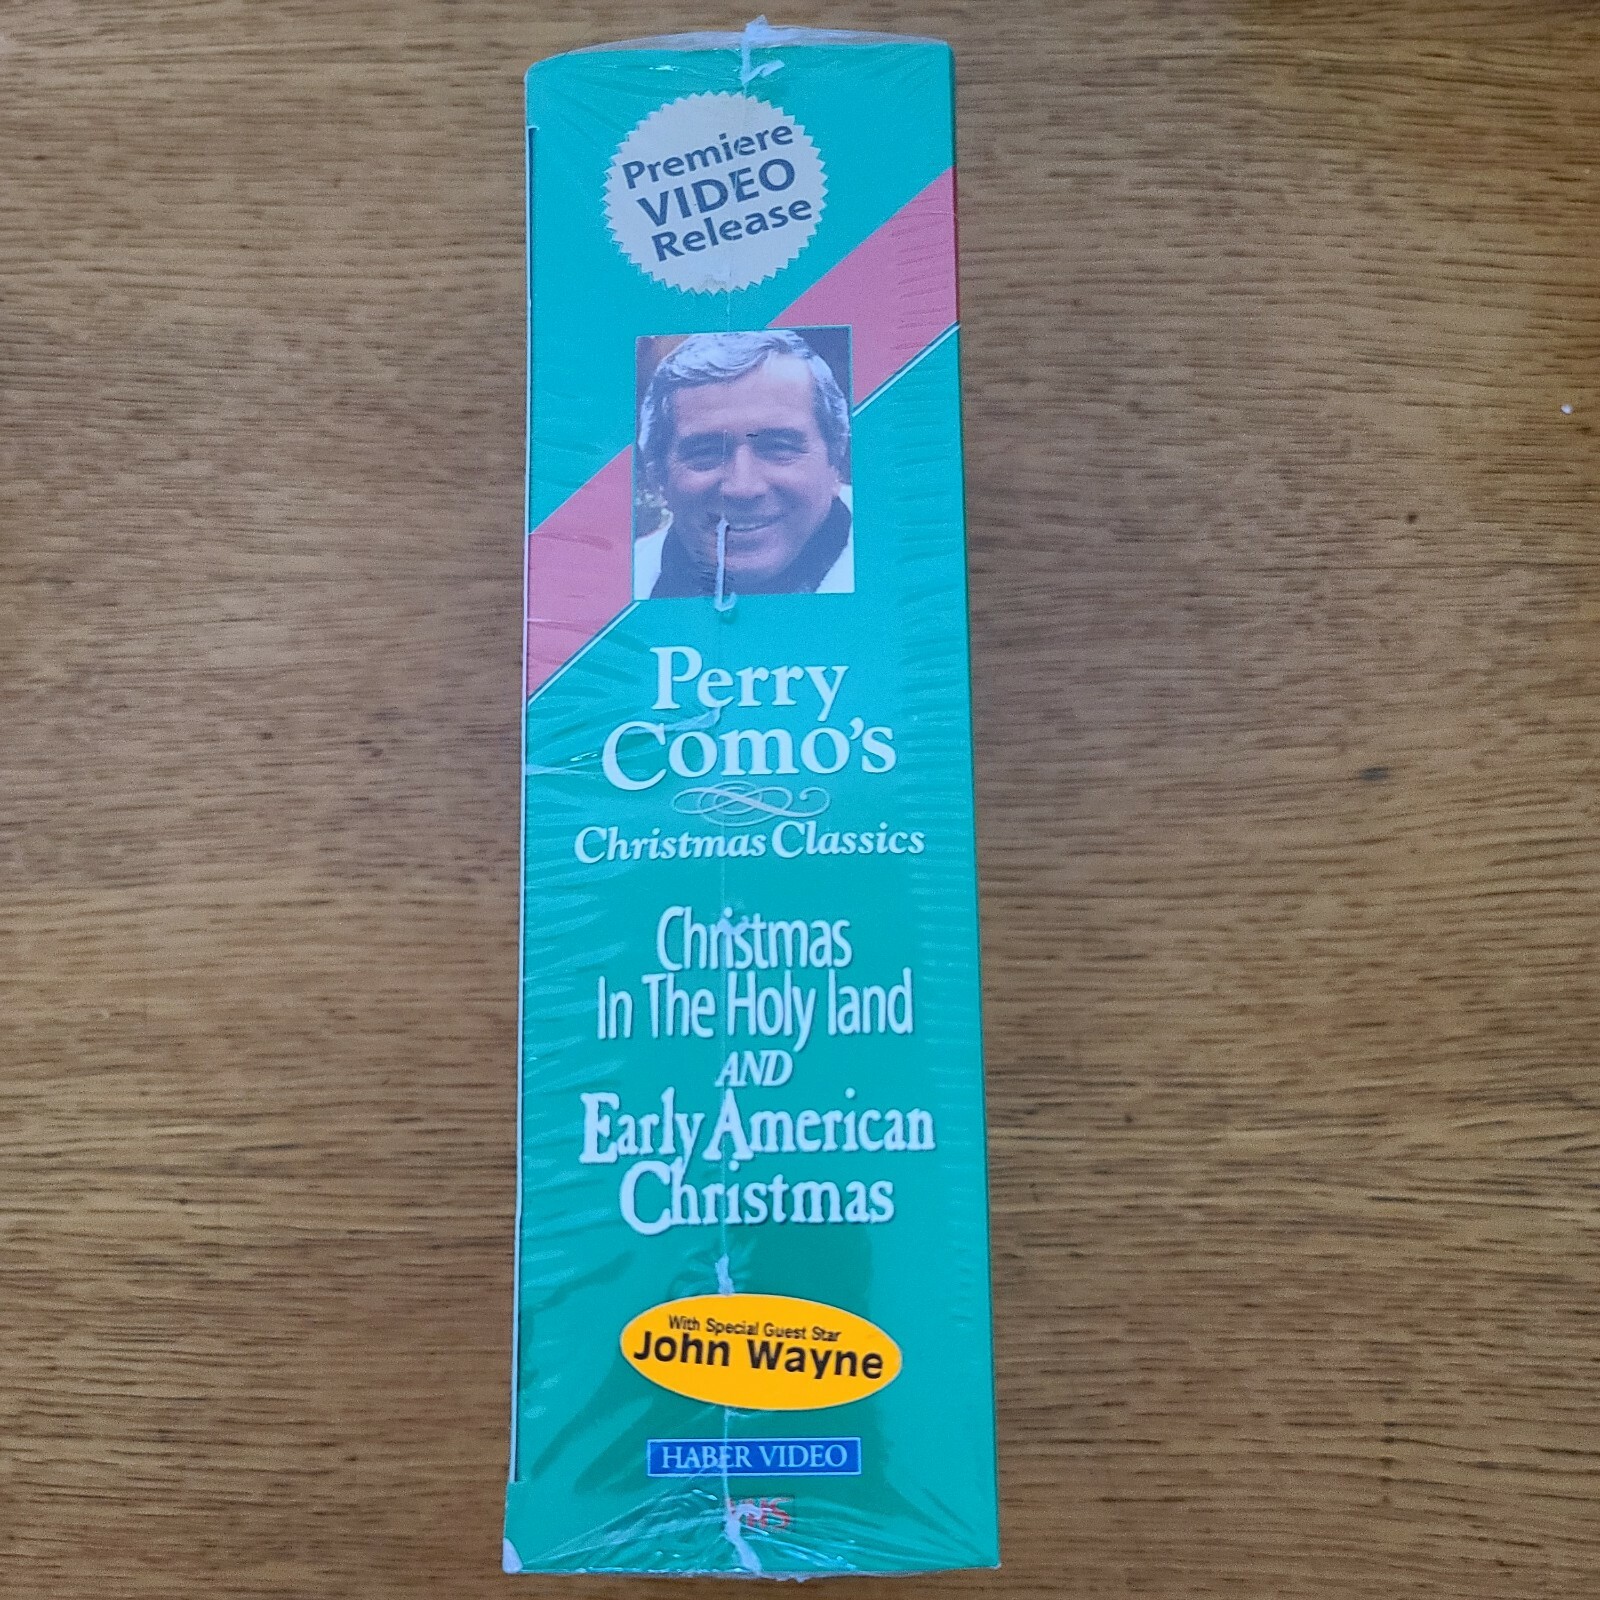 Premiere
VIDEO
Release
Perry
Como's
Christmas Classics
Christmas
In The Holy land
AND
Early American
Christmas
With Special Guest Star
John Wayne
HABER VIDEO
VHS